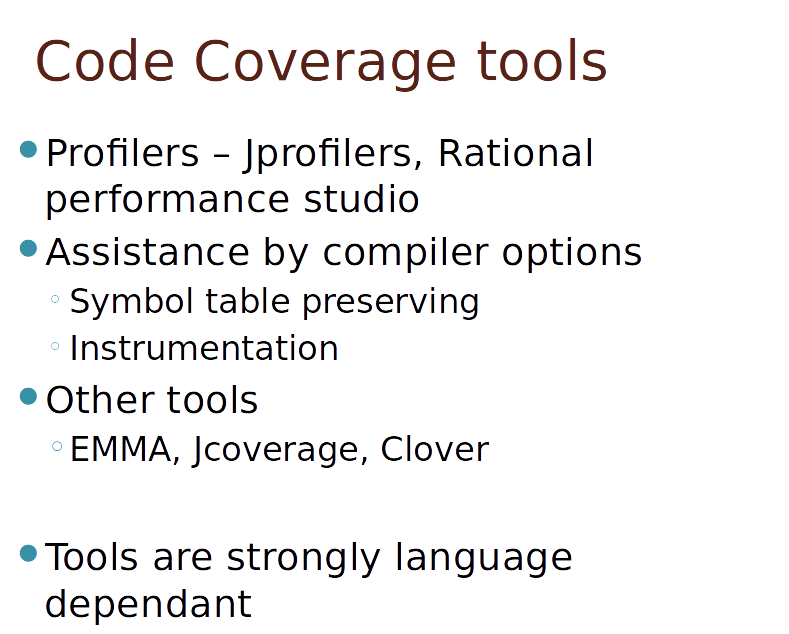 Code Coverage tools
Profilers – Jprofilers, Rational
performance studio
Assistance by compiler options
Symbol table preserving
Instrumentation
Other tools
EMMA, Jcoverage, Clover
Tools are strongly language
dependant